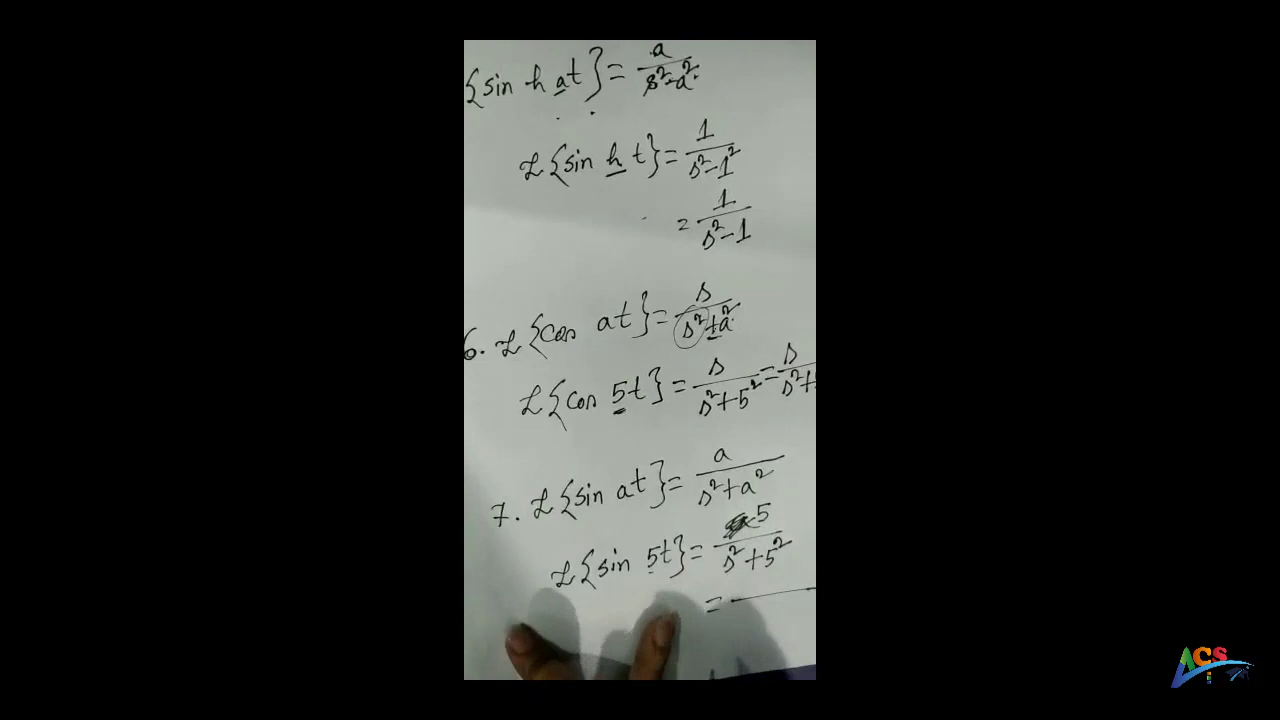 {sin h at} = a/s²-a²
L{sin h t} = 1/s²-1²
= 1/s²-1
6. L{cos at} = s/s²+a²
L{cos 5t} = s/s²+5² = s/s²+
7. L{sin at} = a/s²+a²
L{sin 5t} = 5/s²+5²
=
ACS